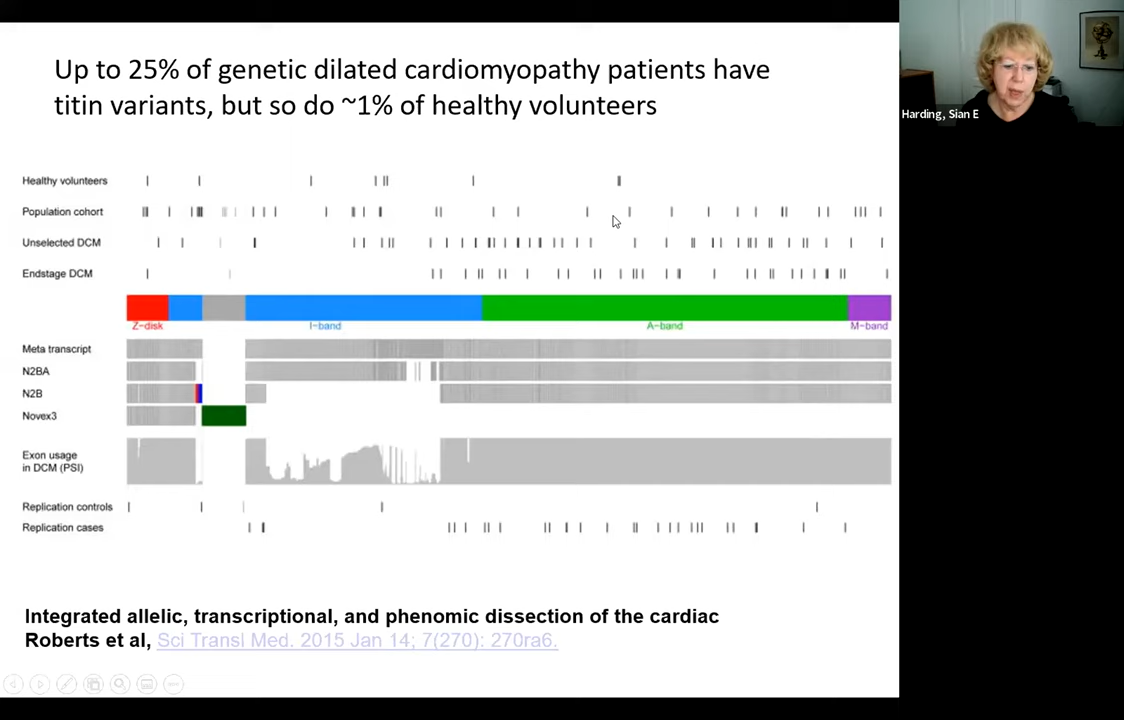 Up to 25% of genetic dilated cardiomyopathy patients have
titin variants, but so do ~1% of healthy volunteers
Harding, Sian E
Healthy volunteers
Population cohort
Unselected DCM
Endstage DCM
Z-disk
I-band
A-band
M-band
Meta transcript
N2BA
N2B
Novex3
Exon usage
in DCM (PSI)
Replication controls
Replication cases
Integrated allelic, transcriptional, and phenomic dissection of the cardiac
Roberts et al, Sci Transl Med. 2015 Jan 14; 7(270): 270ra6.